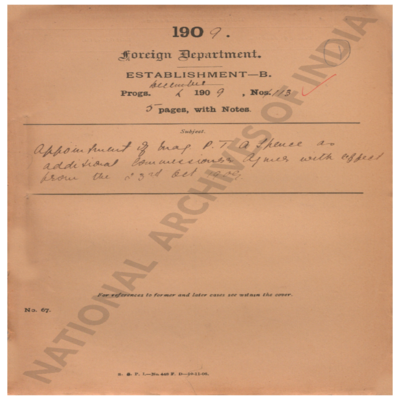 1909.
Foreign Department.
ESTABLISHMENT—B.
December
Progs. 1909, Nos. 113
5 pages, with Notes.
Subject.
Appointment of Maj P. T. A Spence as
additional Commissioner Ajmer with effect
from the 23rd Oct
For references to former and later cases see within the cover.
No. 67.
NATIONAL ARCHIVES OF INDIA